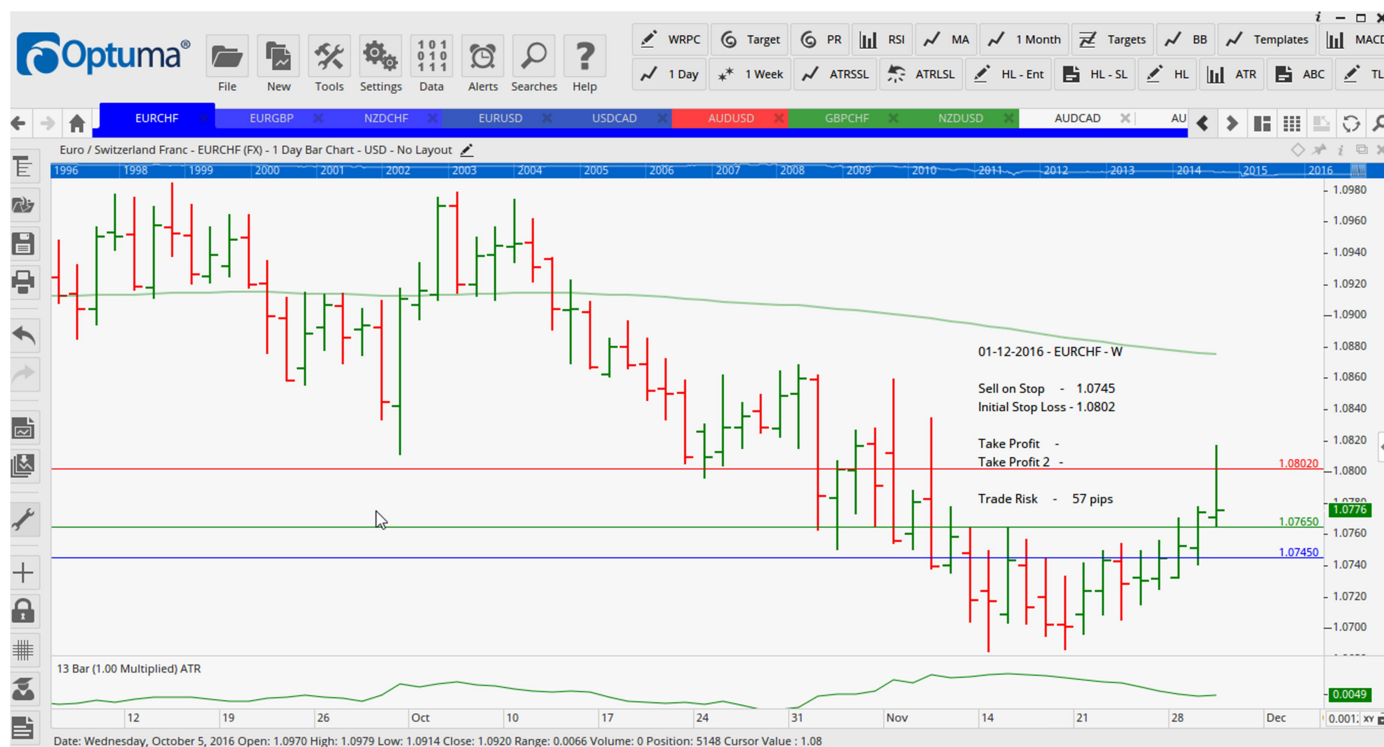 i
Optuma®
File
New
Tools
Settings
101
010
111
Data
Alerts
Searches
?
Help
WRPC
Target
PR
RSI
MA
1 Month
Targets
BB
Templates
MACD
1 Day
1 Week
ATRSSL
ATRLSL
HL - Ent
HL - SL
HL
ATR
ABC
TL
EURCHF
EURGBP
NZDCHF
EURUSD
USDCAD
AUDUSD
GBPCHF
NZDUSD
AUDCAD
AU
Euro / Switzerland Franc - EURCHF (FX) - 1 Day Bar Chart - USD - No Layout
i
1996 1998 1999 2000 2001 2002 2003 2004 2005 2006 2007 2008 2009 2010 2011 2012 2013 2014 2015 2016
1.0980
1.0960
1.0940
1.0920
1.0900
1.0880
1.0860
1.0840
1.0820
1.0800
1.0780
1.0776
1.0760
1.0740
1.0720
1.0700
01-12-2016 - EURCHF - W
Sell on Stop - 1.0745
Initial Stop Loss - 1.0802
Take Profit -
Take Profit 2 -
Trade Risk - 57 pips
1.08020
1.07650
1.07450
13 Bar (1.00 Multiplied) ATR
0.0049
12 19 26 Oct 10 17 24 31 Nov 14 21 28 Dec
0.001 XY
Date: Wednesday, October 5, 2016 Open: 1.0970 High: 1.0979 Low: 1.0914 Close: 1.0920 Range: 0.0066 Volume: 0 Position: 5148 Cursor Value : 1.08